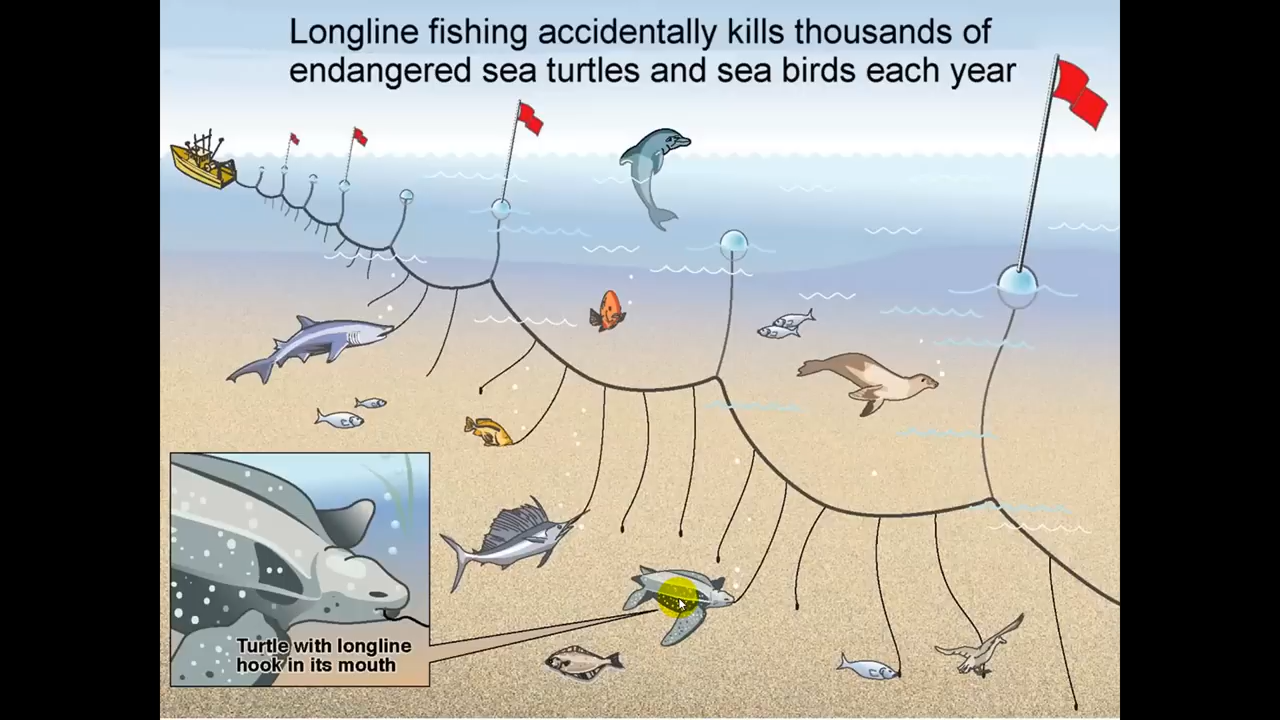 Longline fishing accidentally kills thousands of
endangered sea turtles and sea birds each year
Turtle with longline
hook in its mouth